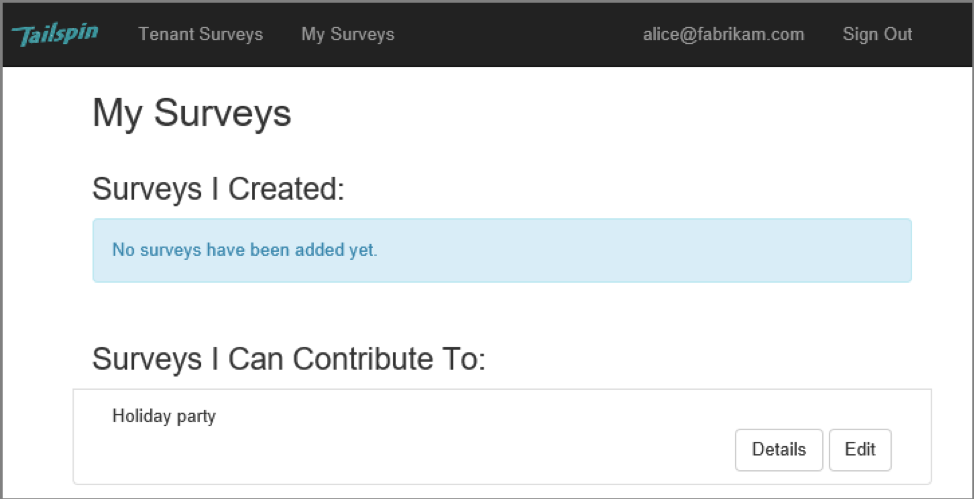 Tailspin Tenant Surveys My Surveys alice@fabrikam.com Sign Out
My Surveys
Surveys I Created:
No surveys have been added yet.
Surveys I Can Contribute To:
Holiday party
Details Edit